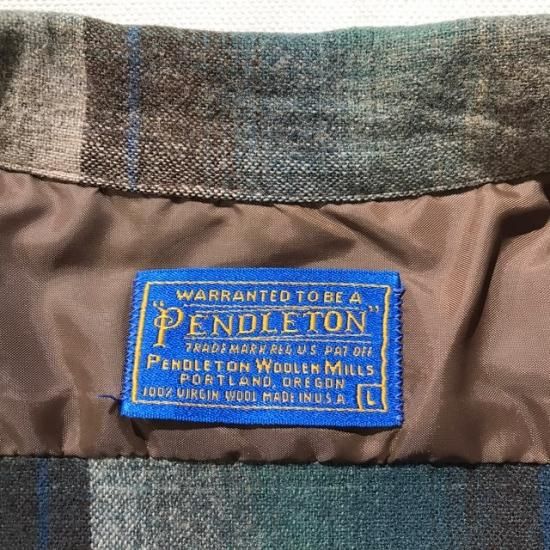 WARRANTED TO BE A
"PENDLETON"
TRADEMARK REG. U.S. PAT. OFF.
PENDLETON WOOLEN MILLS
PORTLAND, OREGON
100% VIRGIN WOOL MADE IN U.S.A.
L